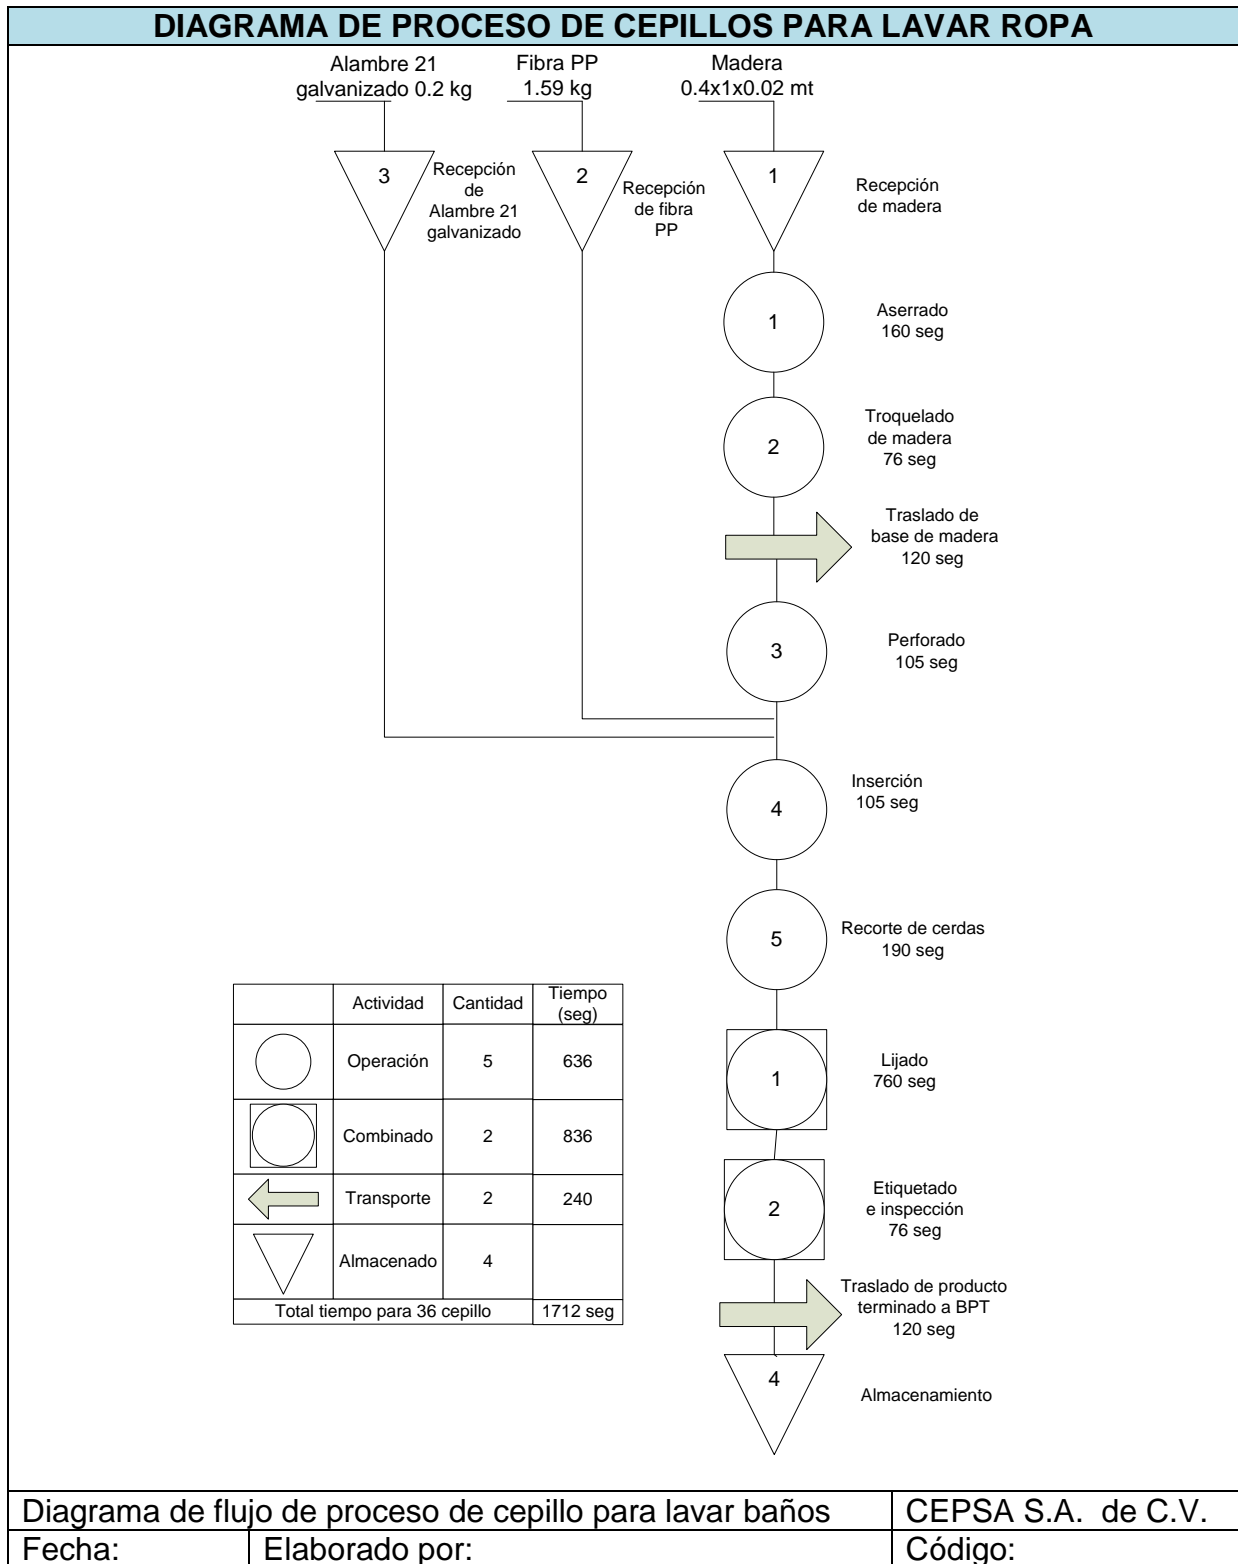 DIAGRAMA DE PROCESO DE CEPILLOS PARA LAVAR ROPA
Alambre 21
galvanizado 0.2 kg
Fibra PP
1.59 kg
Madera
0.4x1x0.02 mt
3
Recepción
de
Alambre 21
galvanizado
2
Recepción
de fibra
PP
1
Recepción
de madera
1
Aserrado
160 seg
2
Troquelado
de madera
76 seg
Traslado de
base de madera
120 seg
3
Perforado
105 seg
4
Inserción
105 seg
5
Recorte de cerdas
190 seg
1
Lijado
760 seg
2
Etiquetado
e inspección
76 seg
Traslado de producto
terminado a BPT
120 seg
4
Almacenamiento
Actividad Cantidad Tiempo
(seg)
Operación 5 636
Combinado 2 836
Transporte 2 240
Almacenado 4
Total tiempo para 36 cepillo 1712 seg
Diagrama de flujo de proceso de cepillo para lavar baños CEPSA S.A. de C.V.
Fecha: Elaborado por: Código: